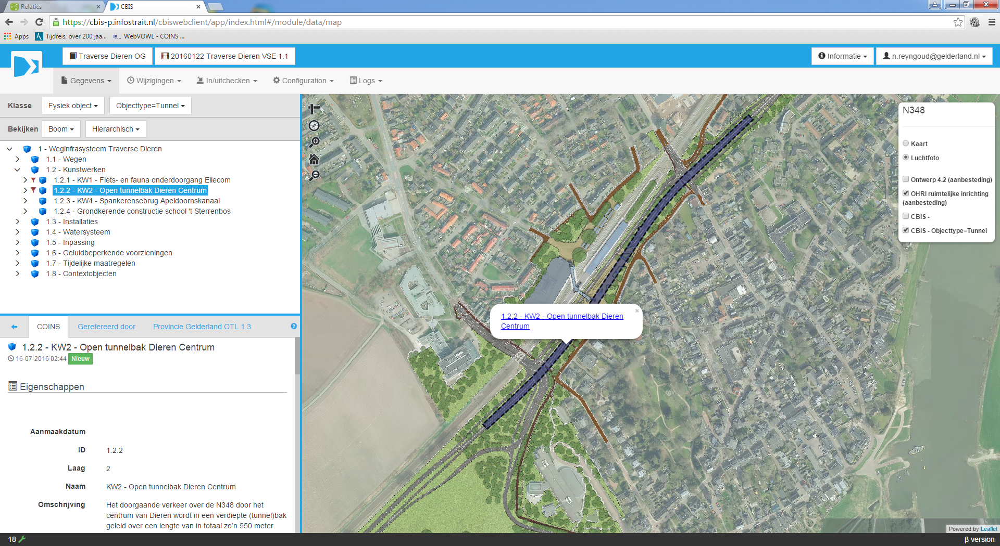 Relatics
CBIS
https://cbis-p.infostrait.nl/cbiswebclient/app/index.html#/module/data/map
Apps
Tijdreis, over 200 jaa...
WebVOWL - COINS ...
Traverse Dieren OG
20160122 Traverse Dieren VSE 1.1
Informatie
n.reyngoud@gelderland.nl
Gegevens
Wijzigingen
In/uitchecken
Configuration
Logs
Klasse
Fysiek object
Objecttype=Tunnel
Bekijken
Boom
Hierarchisch
1 - Weginfrasysteem Traverse Dieren
1.1 - Wegen
1.2 - Kunstwerken
1.2.1 - KW1 - Fiets- en fauna onderdoorgang Ellecom
1.2.2 - KW2 - Open tunnelbak Dieren Centrum
1.2.3 - KW4 - Spankerensebrug Apeldoornskanaal
1.2.4 - Grondkerende constructie school 't Sterrenbos
1.3 - Installaties
1.4 - Watersysteem
1.5 - Inpassing
1.6 - Geluidbeperkende voorzieningen
1.7 - Tijdelijke maatregelen
1.8 - Contextobjecten
COINS
Gerefereerd door
Provincie Gelderland OTL 1.3
1.2.2 - KW2 - Open tunnelbak Dieren Centrum
16-07-2016 02:44 Nieuw
Eigenschappen
Aanmaakdatum
ID 1.2.2
Laag 2
Naam KW2 - Open tunnelbak Dieren Centrum
Omschrijving Het doorgaande verkeer over de N348 door het
centrum van Dieren wordt in een verdiepte (tunnel)bak
geleid over een lengte van in totaal zo'n 550 meter.
1.2.2 - KW2 - Open tunnelbak Dieren
Centrum
N348
Kaart
Luchtfoto
Ontwerp 4.2 (aanbesteding)
OHRI ruimtelijke inrichting
(aanbesteding)
CBIS -
CBIS - Objecttype=Tunnel
Powered by Leaflet
18
β version